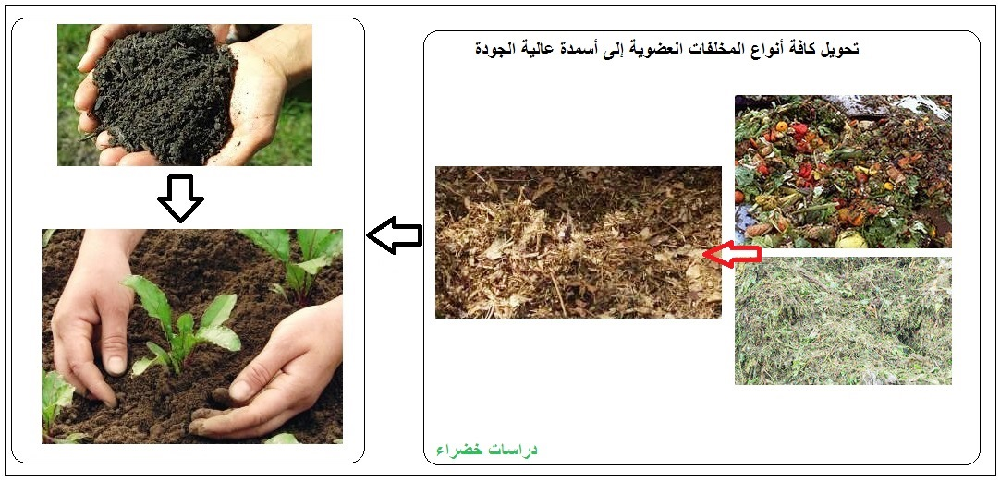 تحويل كافة أنواع المخلفات العضوية إلى أسمدة عالية الجودة
دراسات خضراء